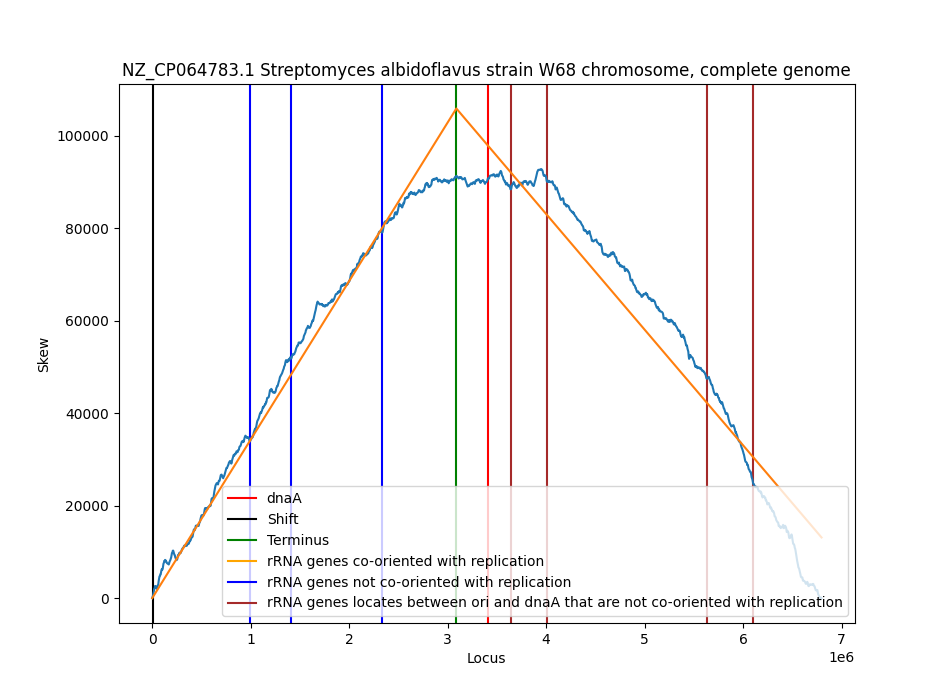 NZ_CP064783.1 Streptomyces albidoflavus strain W68 chromosome, complete genome
100000
80000
60000
40000
20000
0
Skew
dnaA
Shift
Terminus
rRNA genes co-oriented with replication
rRNA genes not co-oriented with replication
rRNA genes locates between ori and dnaA that are not co-oriented with replication
0 1 2 3 4 5 6 7
1e6
Locus